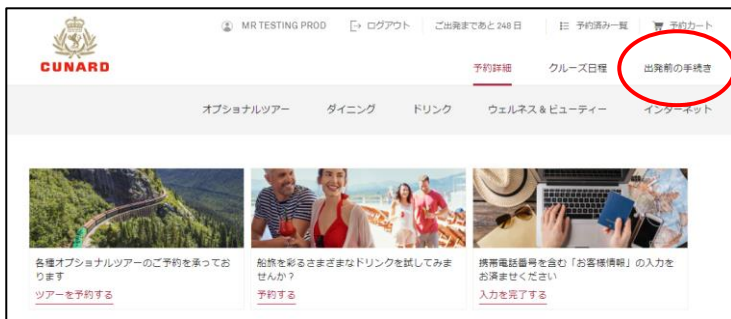 MR TESTING PROD ログアウト ご出発まであと 248 日 予約済み一覧 予約カート
CUNARD
予約詳細 クルーズ日程 出発前の手続き
オプショナルツアー ダイニング ドリンク ウェルネス & ビューティー インターネット
各種オプショナルツアーのご予約を承ってお
ります
ツアーを予約する
船旅を彩るさまざまなドリンクを試してみま
せんか？
予約する
携帯電話番号を含む「お客様情報」の入力を
お済ませください
入力を完了する